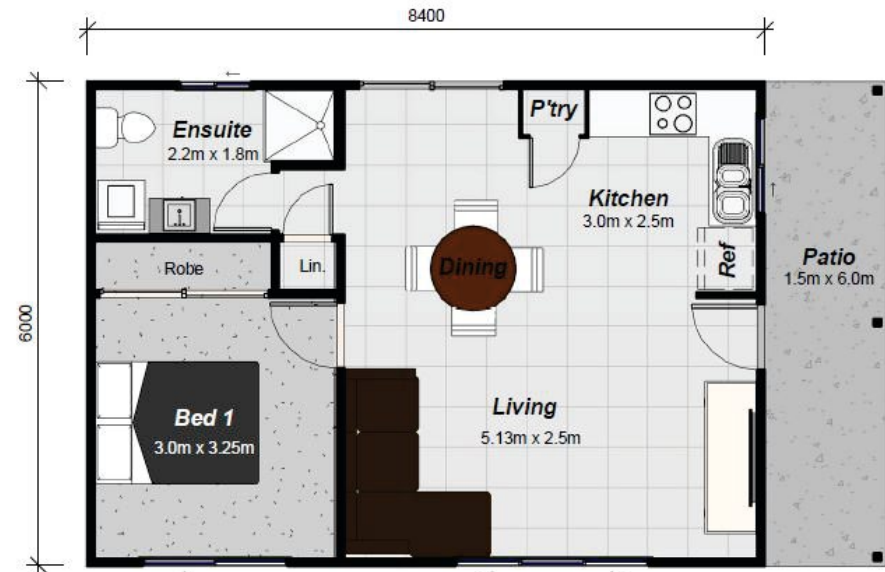 8400
6000
Ensuite
2.2m x 1.8m
P'try
Kitchen
3.0m x 2.5m
Robe
Lin.
Dining
Ref
Patio
1.5m x 6.0m
Bed 1
3.0m x 3.25m
Living
5.13m x 2.5m